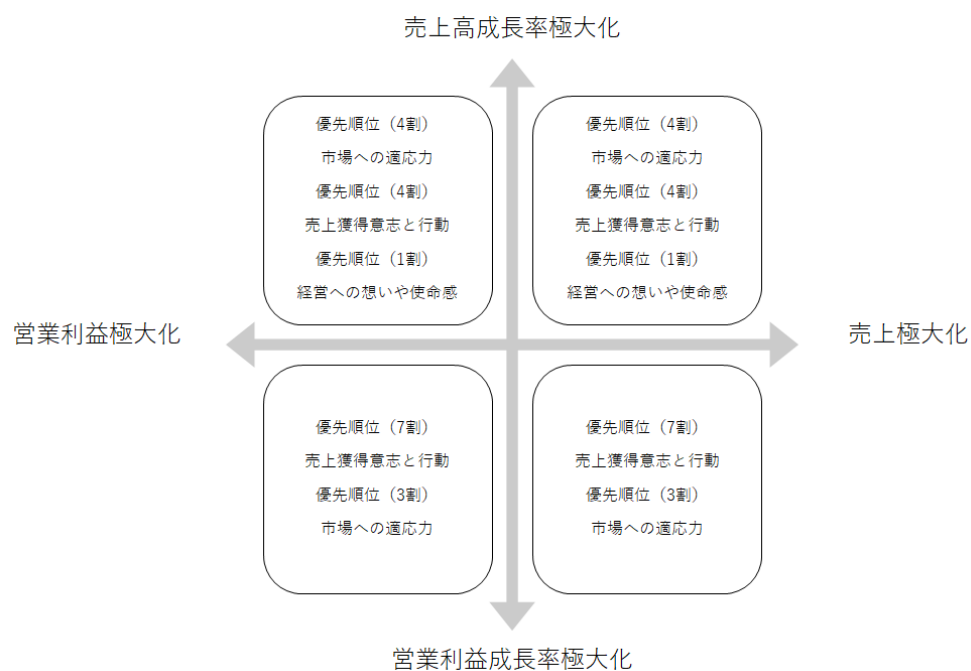 売上高成長率極大化
優先順位（4割）
市場への適応力
優先順位（4割）
売上獲得意志と行動
優先順位（1割）
経営への想いや使命感
優先順位（4割）
市場への適応力
優先順位（4割）
売上獲得意志と行動
優先順位（1割）
経営への想いや使命感
営業利益極大化
売上極大化
優先順位（7割）
売上獲得意志と行動
優先順位（3割）
市場への適応力
優先順位（7割）
売上獲得意志と行動
優先順位（3割）
市場への適応力
営業利益成長率極大化